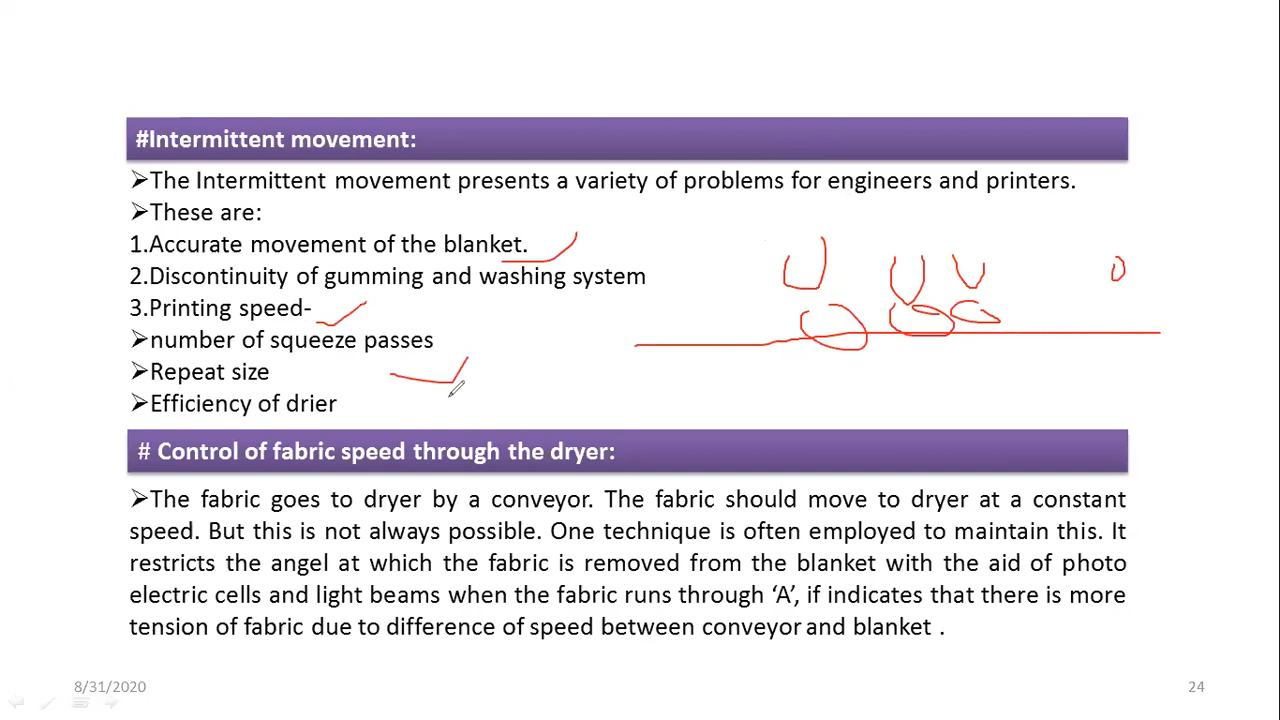 #Intermittent movement:
➢The Intermittent movement presents a variety of problems for engineers and printers.
➢These are:
1.Accurate movement of the blanket.
2.Discontinuity of gumming and washing system
3.Printing speed-
➢number of squeeze passes
➢Repeat size
➢Efficiency of drier
# Control of fabric speed through the dryer:
➢The fabric goes to dryer by a conveyor. The fabric should move to dryer at a constant
speed. But this is not always possible. One technique is often employed to maintain this. It
restricts the angel at which the fabric is removed from the blanket with the aid of photo
electric cells and light beams when the fabric runs through ‘A’, if indicates that there is more
tension of fabric due to difference of speed between conveyor and blanket .
8/31/2020
24